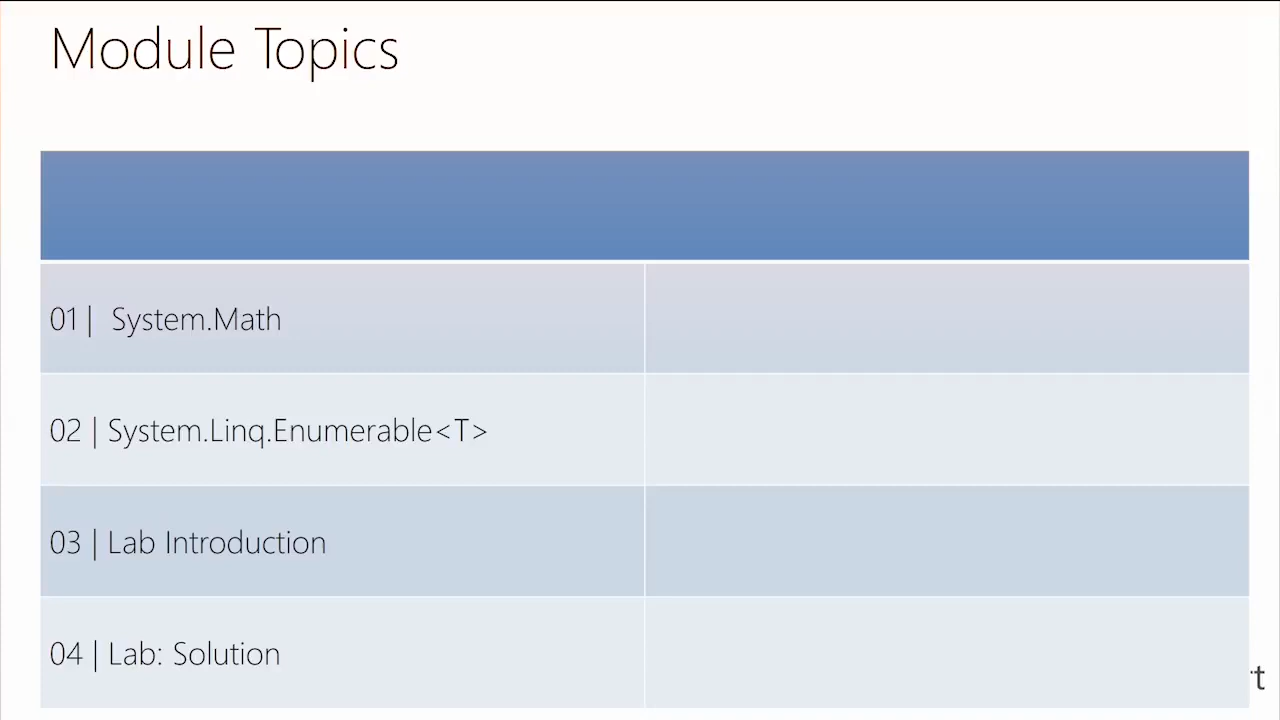 Module Topics
01 | System.Math
02 | System.Linq.Enumerable<T>
03 | Lab Introduction
04 | Lab: Solution